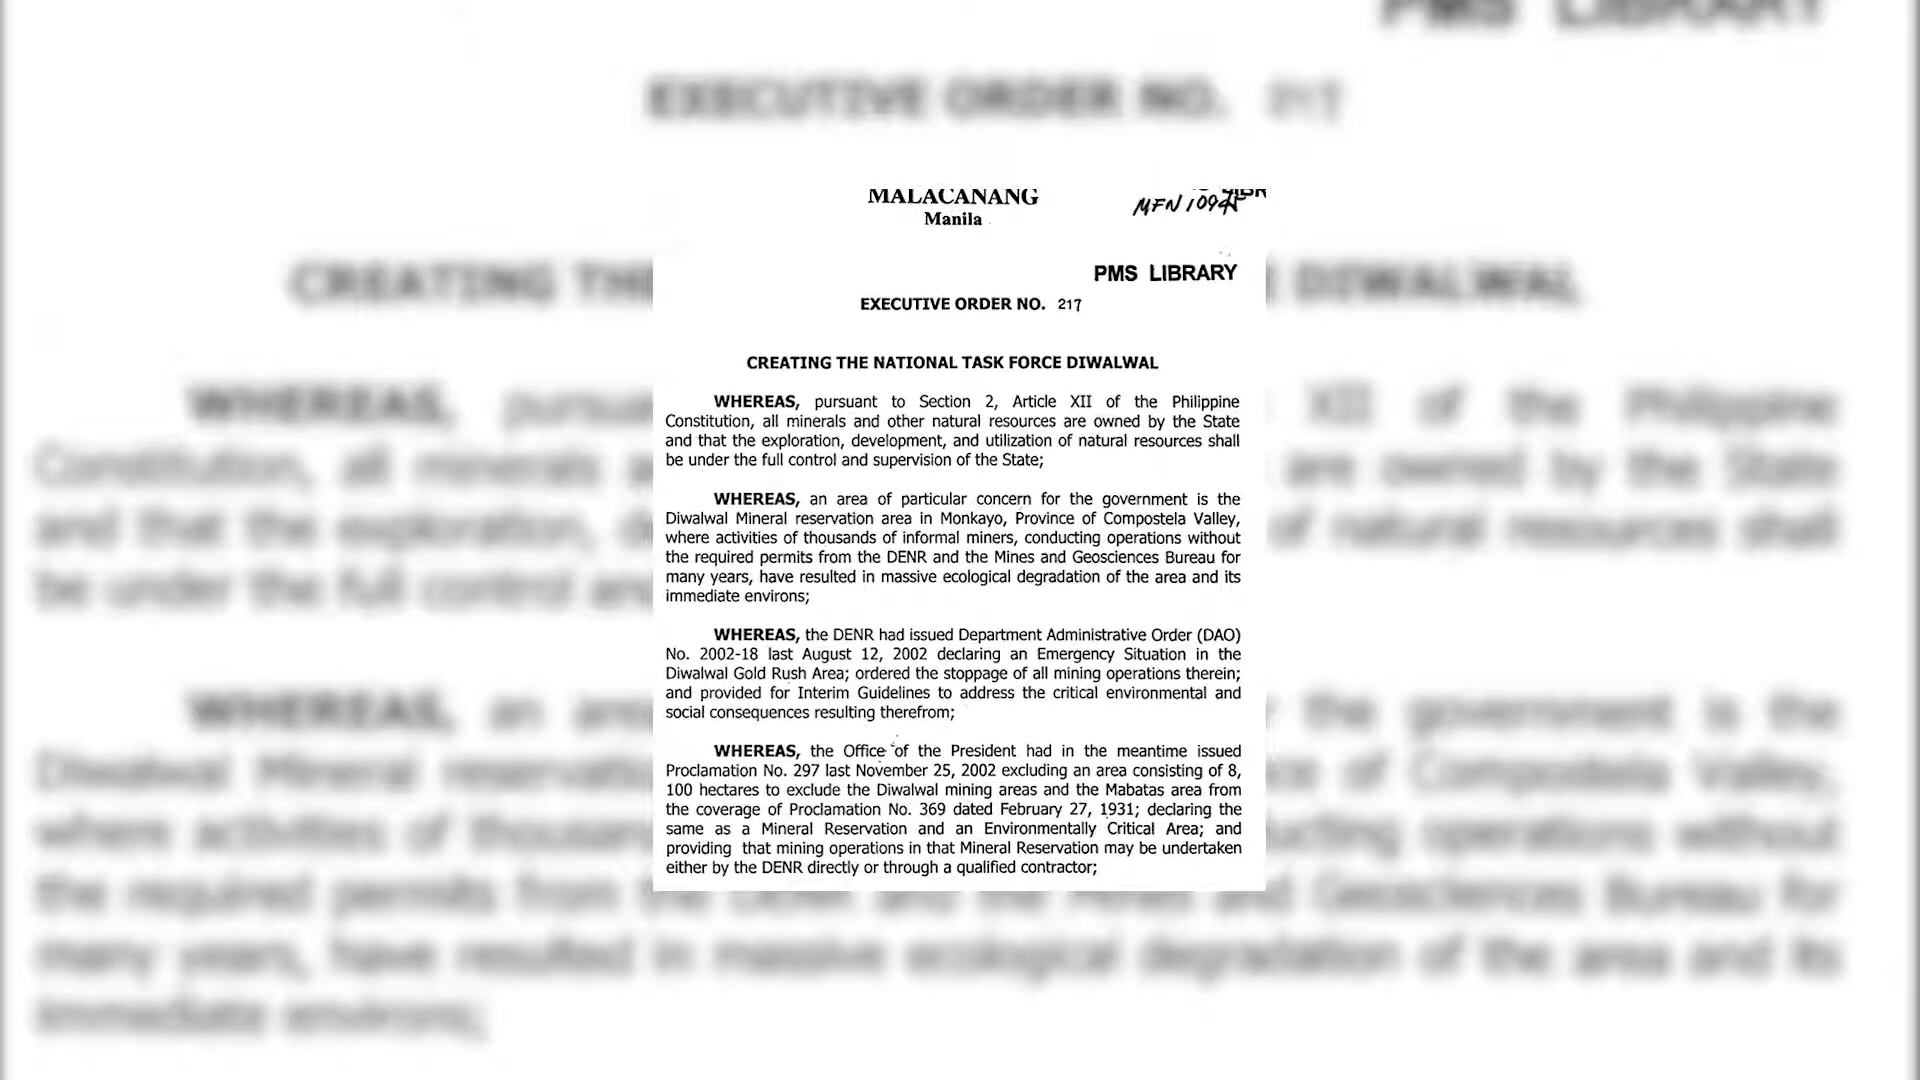 MALACANANG
MFN 1094
Manila
PMS LIBRARY
EXECUTIVE ORDER NO. 217
CREATING THE NATIONAL TASK FORCE DIWALWAL
WHEREAS, pursuant to Section 2, Article XII of the Philippine
Constitution, all minerals and other natural resources are owned by the State
and that the exploration, development, and utilization of natural resources shall
be under the full control and supervision of the State;
WHEREAS, an area of particular concern for the government is the
Diwalwal Mineral reservation area in Monkayo, Province of Compostela Valley,
where activities of thousands of informal miners, conducting operations without
the required permits from the DENR and the Mines and Geosciences Bureau for
many years, have resulted in massive ecological degradation of the area and its
immediate environs;
WHEREAS, the DENR had issued Department Administrative Order (DAO)
No. 2002-18 last August 12, 2002 declaring an Emergency Situation in the
Diwalwal Gold Rush Area; ordered the stoppage of all mining operations therein;
and provided for Interim Guidelines to address the critical environmental and
social consequences resulting therefrom;
WHEREAS, the Office of the President had in the meantime issued
Proclamation No. 297 last November 25, 2002 excluding an area consisting of 8,
100 hectares to exclude the Diwalwal mining areas and the Mabatas area from
the coverage of Proclamation No. 369 dated February 27, 1931; declaring the
same as a Mineral Reservation and an Environmentally Critical Area; and
providing that mining operations in that Mineral Reservation may be undertaken
either by the DENR directly or through a qualified contractor;